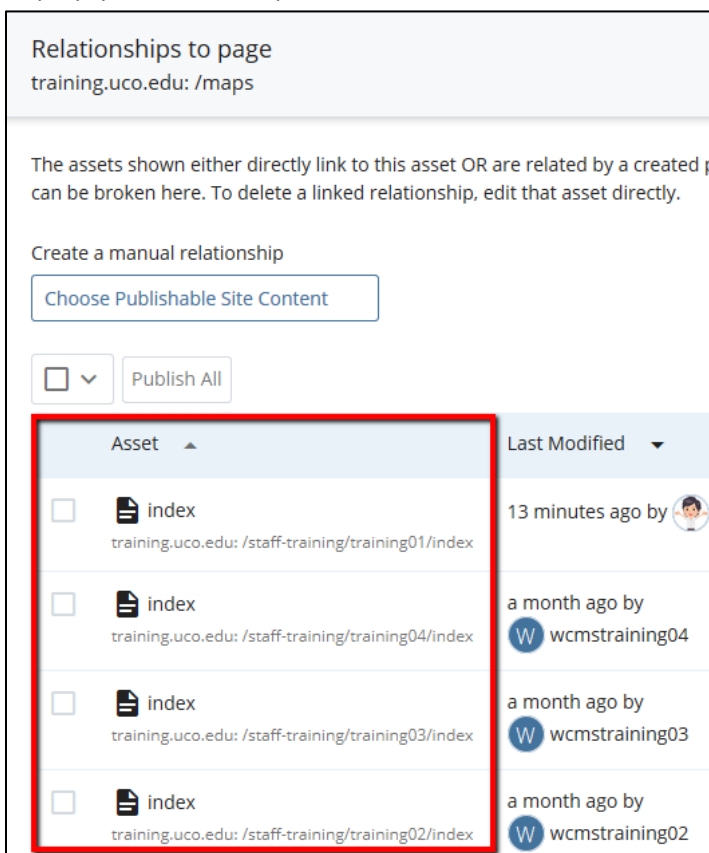 Relationships to page
training.uco.edu: /maps
The assets shown either directly link to this asset OR are related by a created
can be broken here. To delete a linked relationship, edit that asset directly.
Create a manual relationship
Choose Publishable Site Content
Publish All
Asset Last Modified
index 13 minutes ago by
training.uco.edu: /staff-training/training01/index
index a month ago by
training.uco.edu: /staff-training/training04/index W wcmstraining04
index a month ago by
training.uco.edu: /staff-training/training03/index W wcmstraining03
index a month ago by
training.uco.edu: /staff-training/training02/index W wcmstraining02